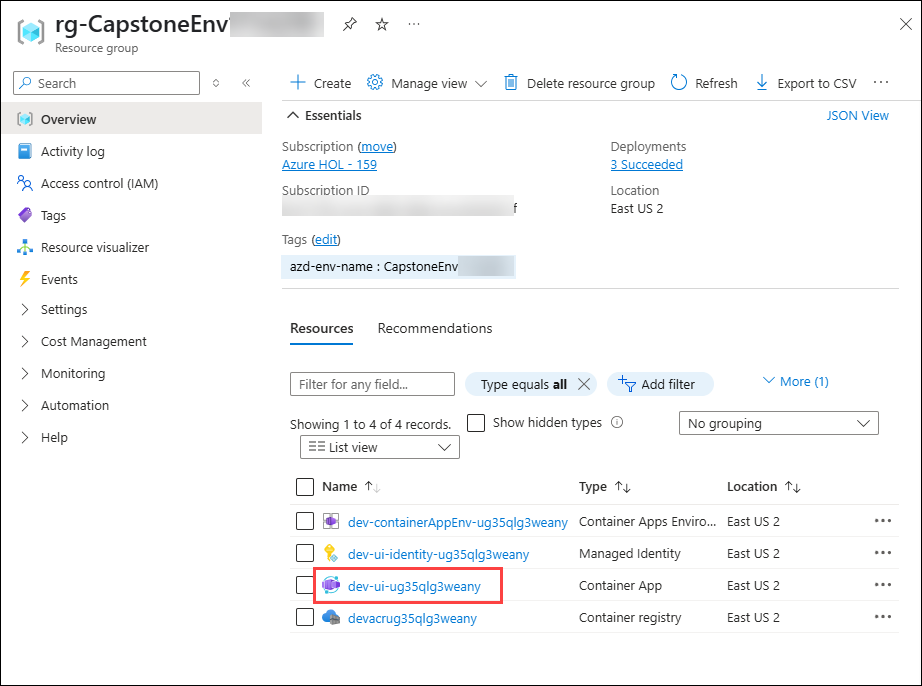 rg-CapstoneEnv
Resource group
Search
Create
Manage view
Delete resource group
Refresh
Export to CSV
Overview
Activity log
Access control (IAM)
Tags
Resource visualizer
Events
Settings
Cost Management
Monitoring
Automation
Help
Essentials
JSON View
Subscription (move)
Azure HOL - 159
Subscription ID
f
Deployments
3 Succeeded
Location
East US 2
Tags (edit)
azd-env-name : CapstoneEnv
Resources Recommendations
Filter for any field...
Type equals all
Add filter
More (1)
Showing 1 to 4 of 4 records.
Show hidden types
No grouping
List view
Name Type Location
dev-containerAppEnv-ug35qlg3weany Container Apps Enviro... East US 2
dev-ui-identity-ug35qlg3weany Managed Identity East US 2
dev-ui-ug35qlg3weany Container App East US 2
devacrug35qlg3weany Container registry East US 2